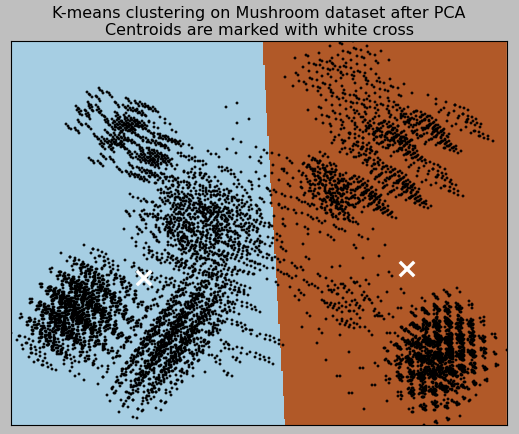 K-means clustering on Mushroom dataset after PCA
Centroids are marked with white cross